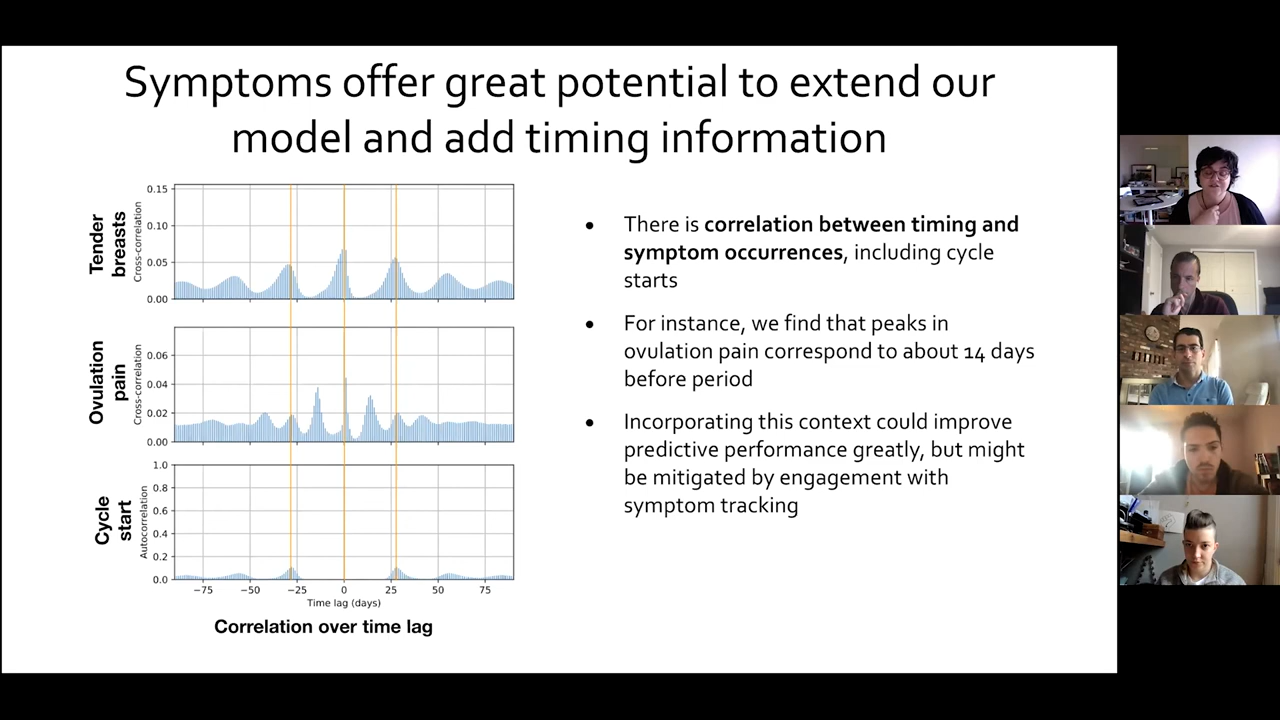 Symptoms offer great potential to extend our
model and add timing information
Tender
breasts
Cross-correlation
0.15
0.10
0.05
0.00
Ovulation
pain
Cross-correlation
0.06
0.04
0.02
0.00
Cycle
start
Autocorrelation
1.0
0.8
0.6
0.4
0.2
0.0
−75 −50 −25 0 25 50 75
Time lag (days)
Correlation over time lag
• There is correlation between timing and
symptom occurrences, including cycle
starts
• For instance, we find that peaks in
ovulation pain correspond to about 14 days
before period
• Incorporating this context could improve
predictive performance greatly, but might
be mitigated by engagement with
symptom tracking